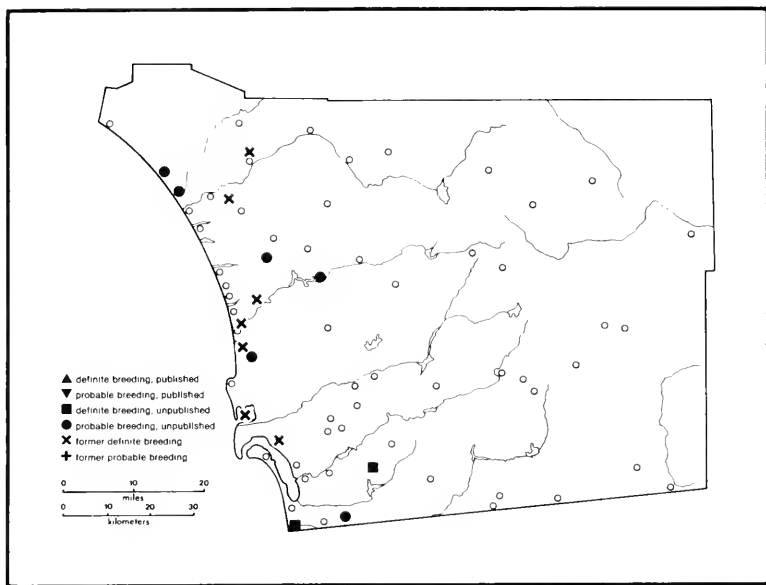 definite breeding, published
probable breeding, published
definite breeding, unpublished
probable breeding, unpublished
former definite breeding
former probable breeding
0 10 20
miles
0 10 20 30
kilometers